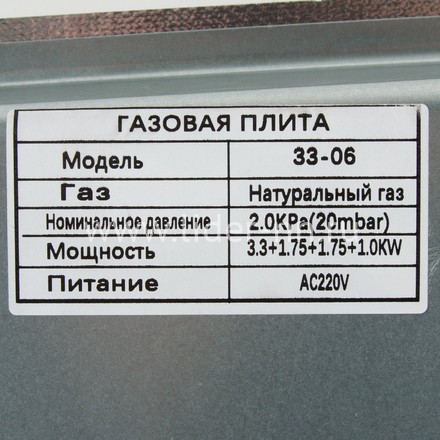 ГАЗОВАЯ ПЛИТА
Модель 33-06
Газ Натуральный газ
Номинальное давление 2.0KPa(20mbar)
Мощность 3.3+1.75+1.75+1.0KW
Питание AC220V